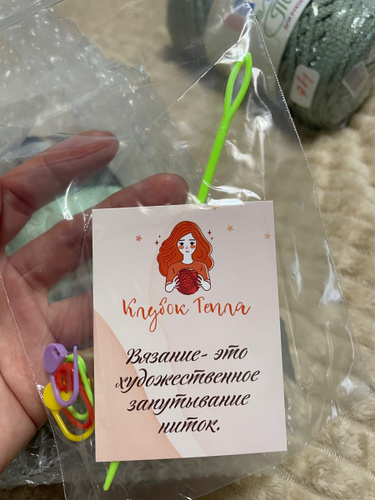 Клубок Тепла
Вязание- это
художественное
запутывание
ниток.